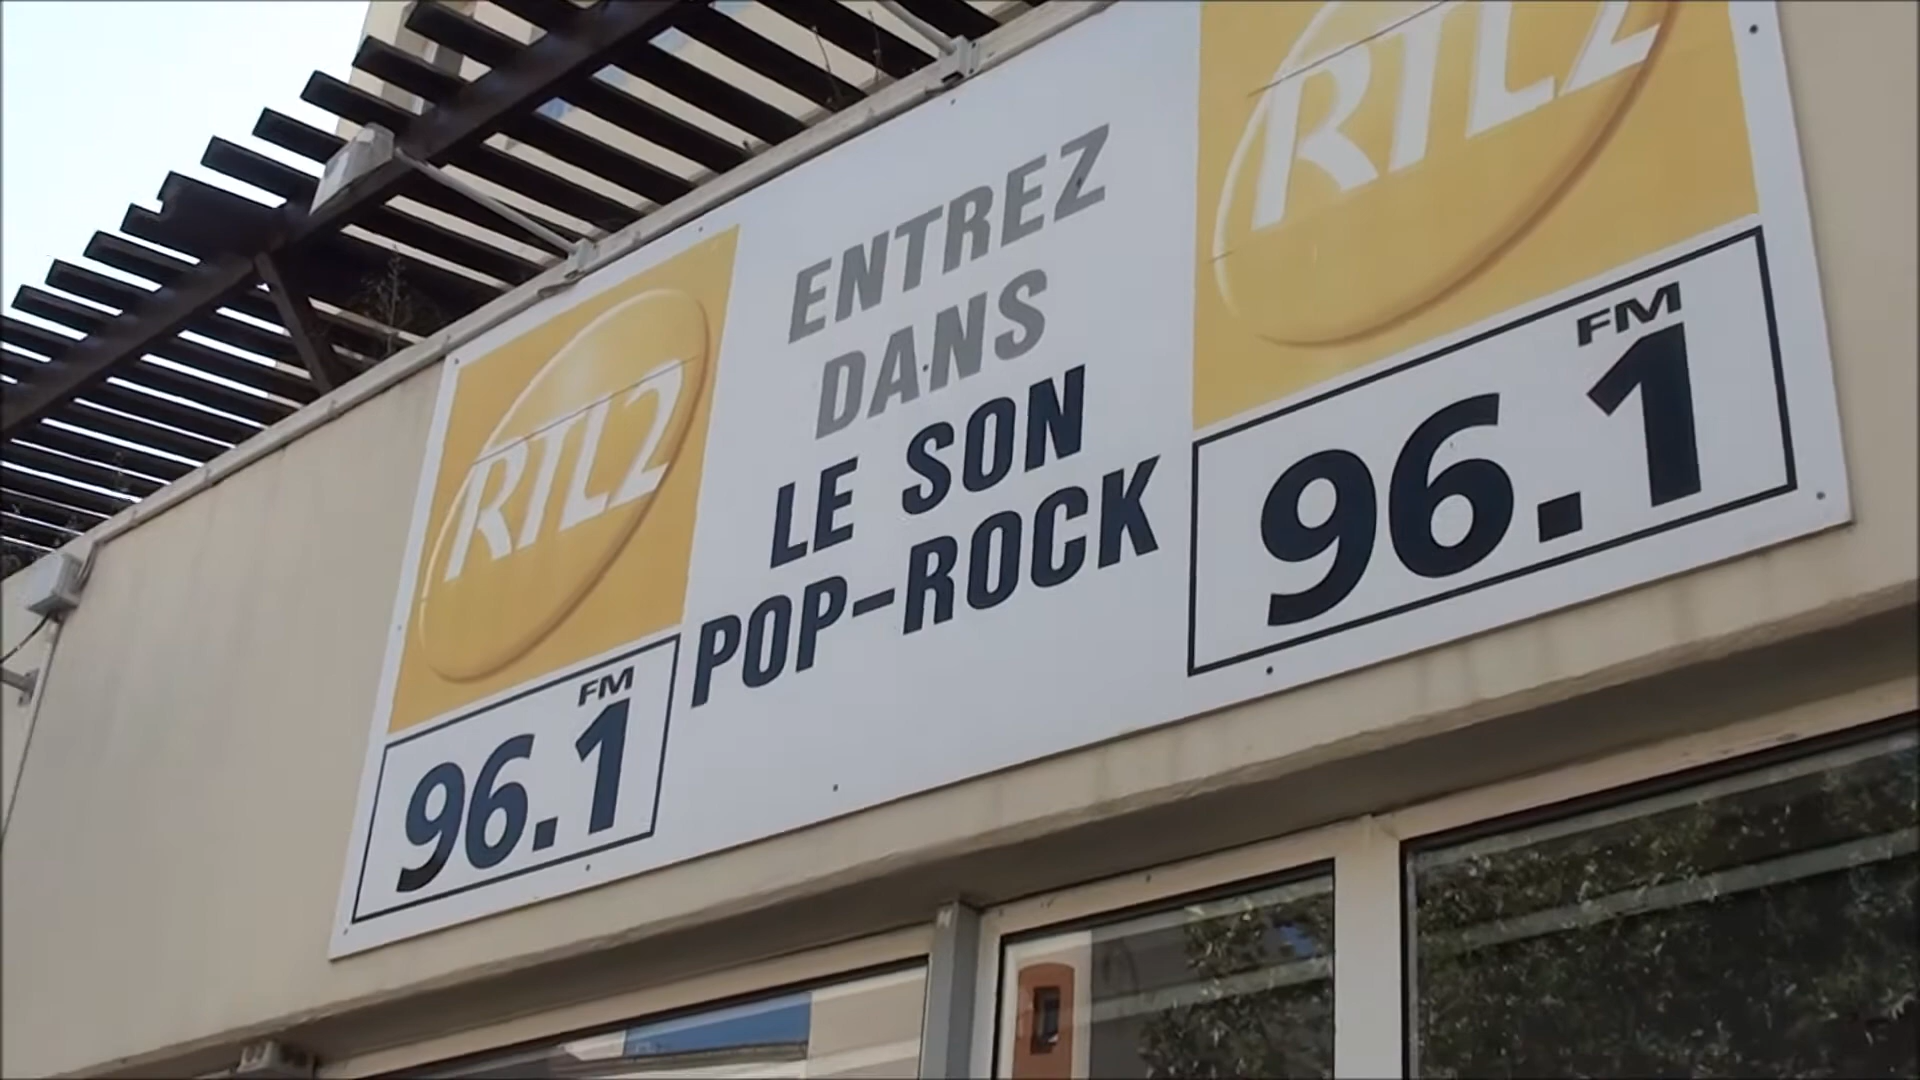 RTL2
FM
96.1
ENTREZ
DANS
LE SON
POP-ROCK
RTL2
FM
96.1